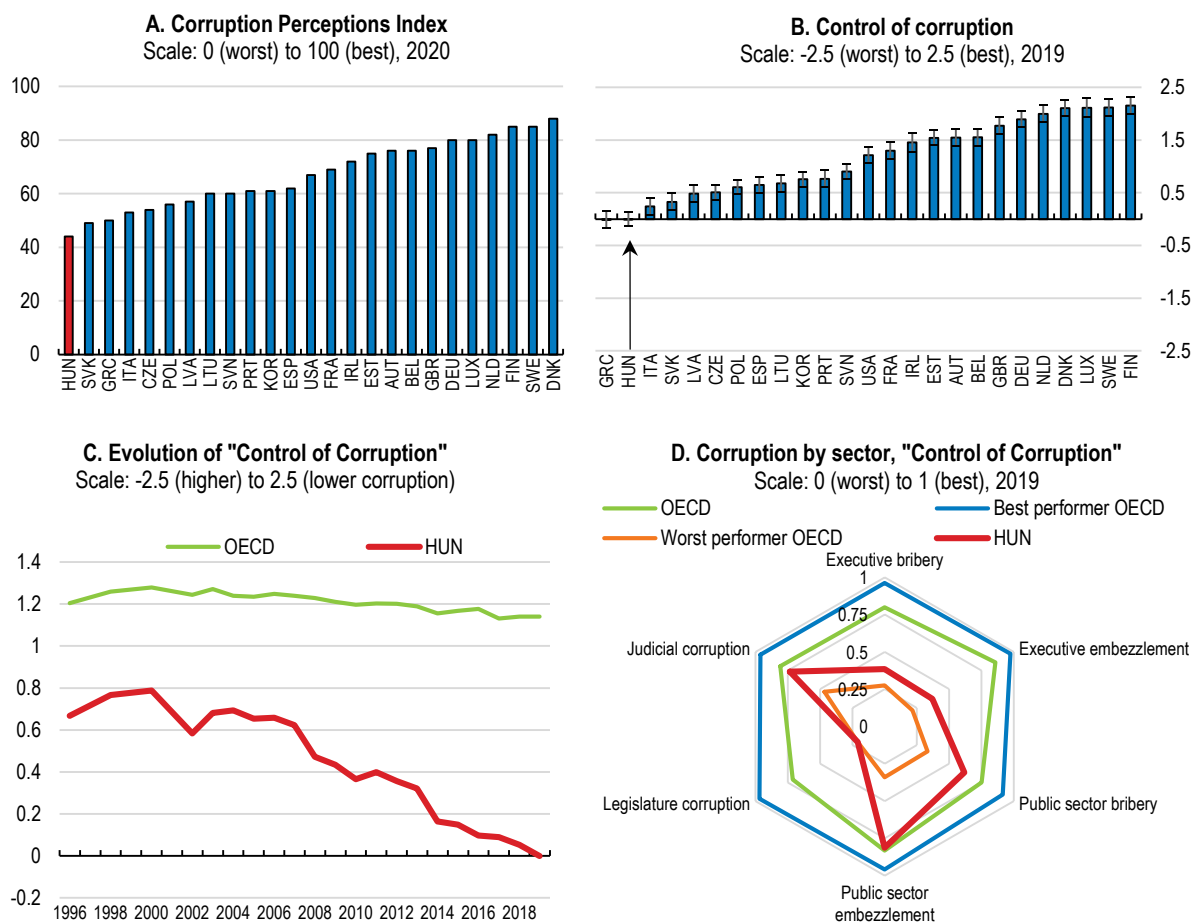 A. Corruption Perceptions Index
Scale: 0 (worst) to 100 (best), 2020
100
80
60
40
20
0
HUN
SVK
GRC
ITA
CZE
POL
LVA
LTU
SVN
PRT
KOR
ESP
USA
FRA
IRL
EST
AUT
BEL
GBR
DEU
LUX
NLD
FIN
SWE
DNK
B. Control of corruption
Scale: -2.5 (worst) to 2.5 (best), 2019
2.5
1.5
0.5
-0.5
-1.5
-2.5
GRC
HUN
ITA
SVK
LVA
CZE
POL
ESP
LTU
KOR
PRT
SVN
USA
FRA
IRL
EST
AUT
BEL
GBR
DEU
NLD
DNK
LUX
SWE
FIN
C. Evolution of "Control of Corruption"
Scale: -2.5 (higher) to 2.5 (lower corruption)
OECD HUN
1.4
1.2
1
0.8
0.6
0.4
0.2
0
-0.2
1996 1998 2000 2002 2004 2006 2008 2010 2012 2014 2016 2018
D. Corruption by sector, "Control of Corruption"
Scale: 0 (worst) to 1 (best), 2019
OECD Best performer OECD
Worst performer OECD HUN
Executive bribery
1
0.75
0.5
0.25
0
Judicial corruption
Executive embezzlement
Legislature corruption
Public sector bribery
Public sector
embezzlement